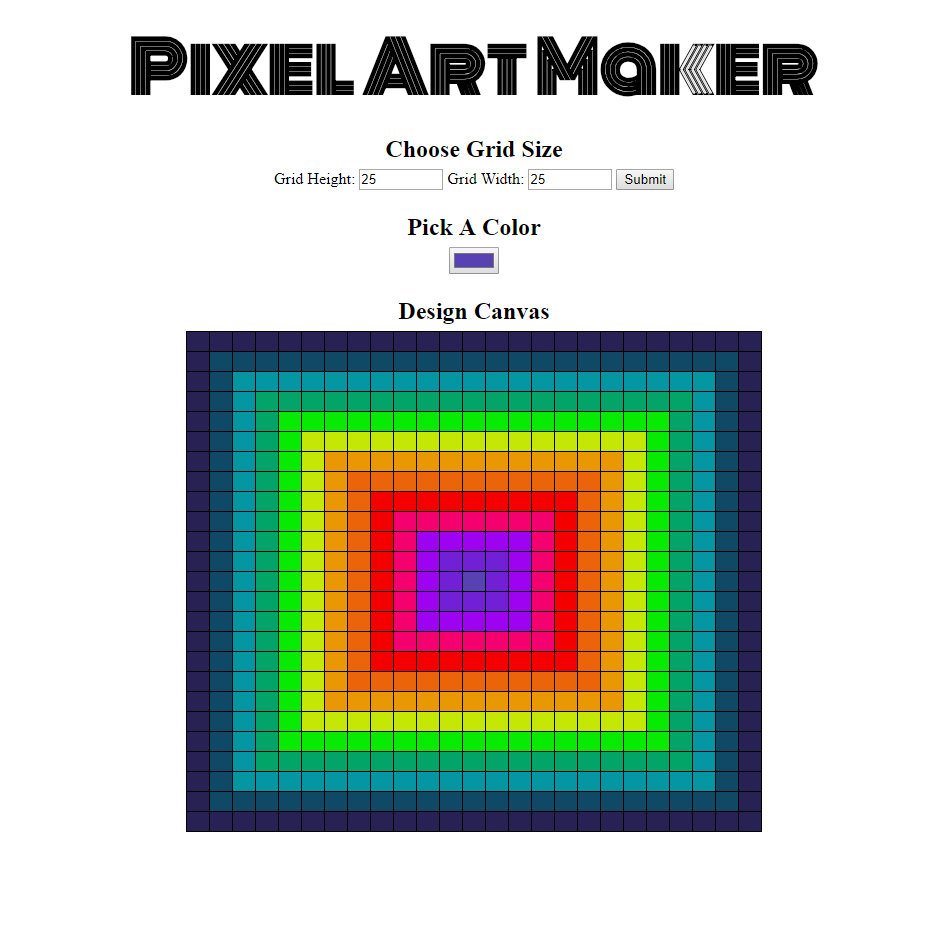 Pixel Art Maker
Choose Grid Size
Grid Height: 25 Grid Width: 25 Submit
Pick A Color
Design Canvas